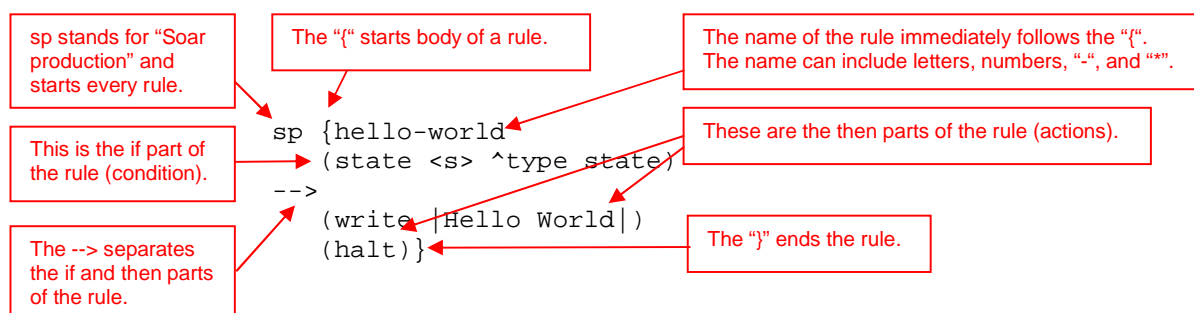 sp stands for “Soar
production” and
starts every rule.
The “{“ starts body of a rule.
The name of the rule immediately follows the “{“.
The name can include letters, numbers, “-“, and “*”.
This is the if part of
the rule (condition).
These are the then parts of the rule (actions).
sp {hello-world
(state <s> ^type state)
-->
(write |Hello World|)
(halt)}
The --> separates
the if and then parts
of the rule.
The “}” ends the rule.